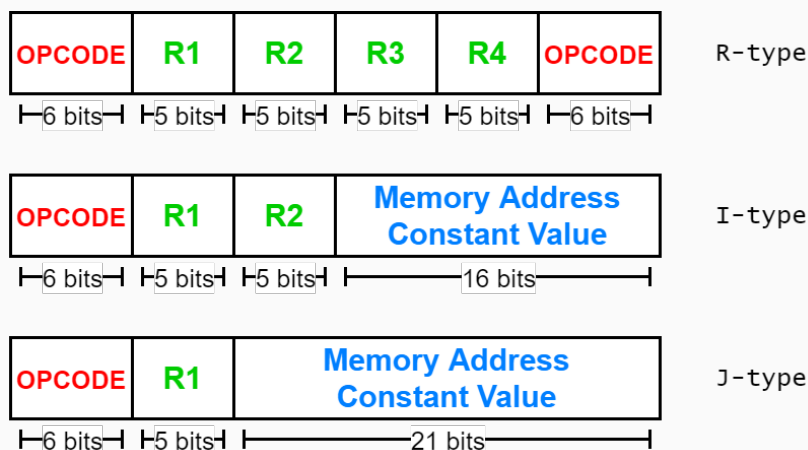 OPCODE R1 R2 R3 R4 OPCODE R-type
6 bits 5 bits 5 bits 5 bits 5 bits 6 bits
OPCODE R1 R2 Memory Address Constant Value I-type
6 bits 5 bits 5 bits 16 bits
OPCODE R1 Memory Address Constant Value J-type
6 bits 5 bits 21 bits